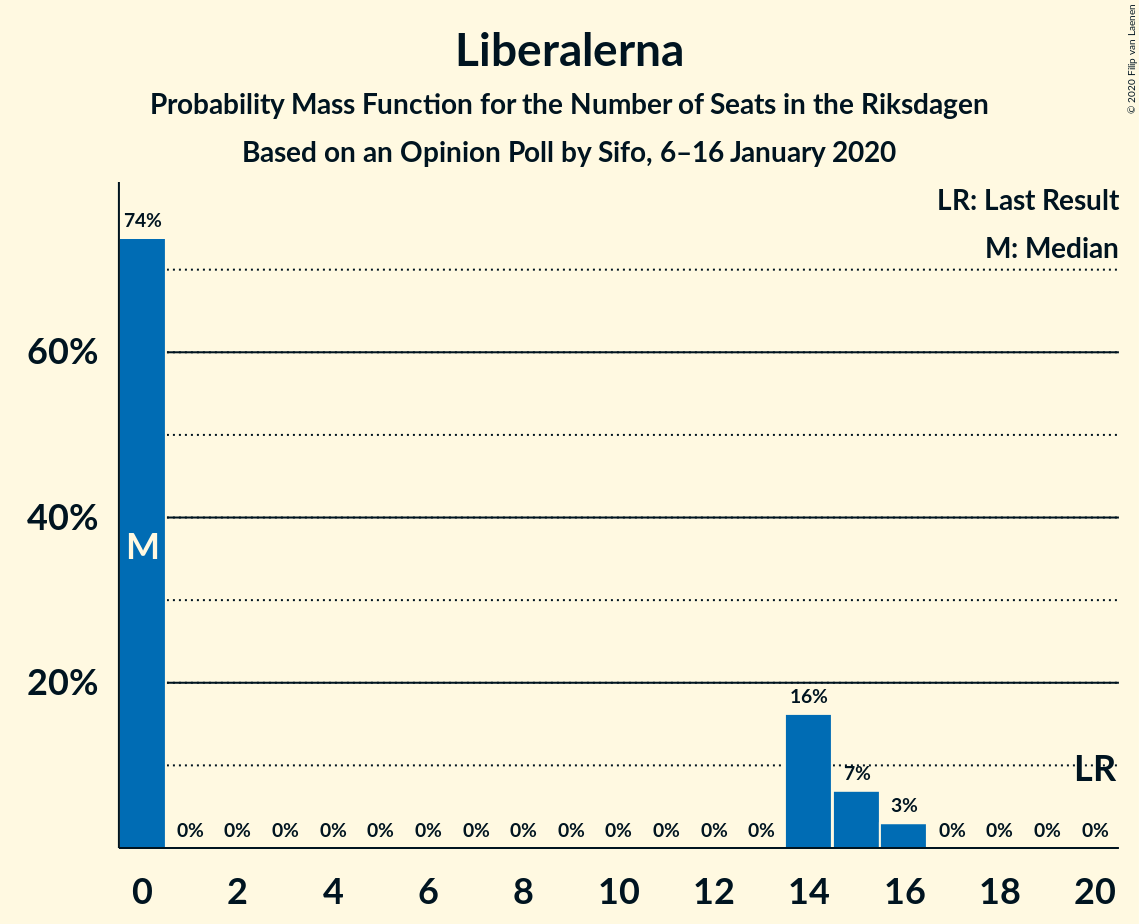 Liberalerna
Probability Mass Function for the Number of Seats in the Riksdagen
Based on an Opinion Poll by Sifo, 6–16 January 2020
© 2020 Filip van Laenen
LR: Last Result
M: Median
74%
60%
40%
M
20%
16%
7%
LR
3%
0% 0% 0% 0% 0% 0% 0% 0% 0% 0% 0% 0% 0% 0% 0% 0% 0%
0 2 4 6 8 10 12 14 16 18 20